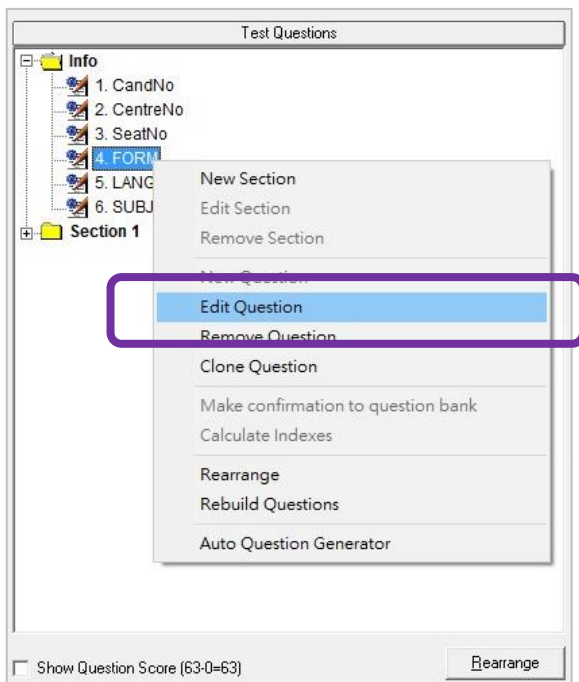 Test Questions
Info
1. CandNo
2. CentreNo
3. SeatNo
4. FORM
5. LANG
6. SUBJ
Section 1
New Section
Edit Section
Remove Section
New Question
Edit Question
Remove Question
Clone Question
Make confirmation to question bank
Calculate Indexes
Rearrange
Rebuild Questions
Auto Question Generator
Show Question Score (63-0=63)
Rearrange